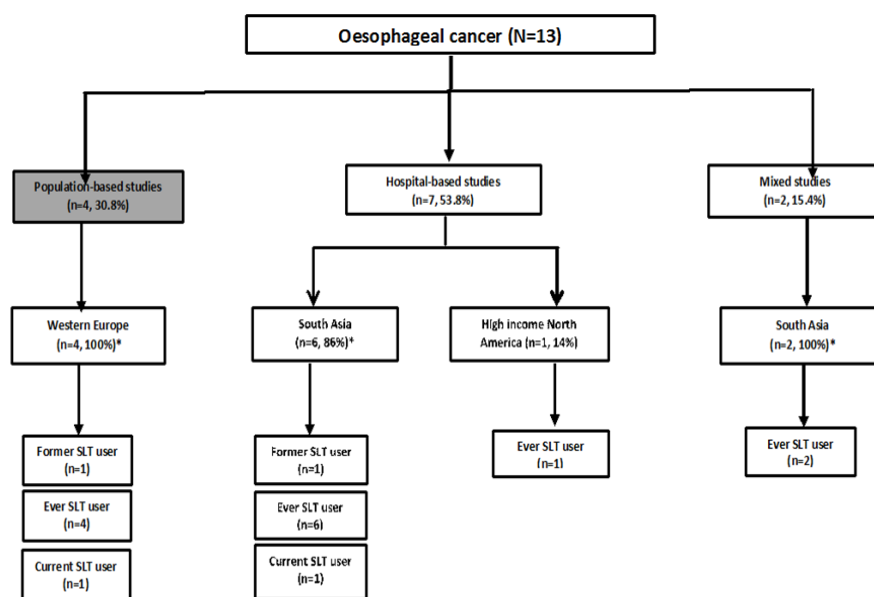 Oesophageal cancer (N=13)
Population-based studies
(n=4, 30.8%)
Hospital-based studies
(n=7, 53.8%)
Mixed studies
(n=2, 15.4%)
Western Europe
(n=4, 100%)*
South Asia
(n=6, 86%)*
High income North
America (n=1, 14%)
South Asia
(n=2, 100%)*
Former SLT user
(n=1)
Ever SLT user
(n=4)
Current SLT user
(n=1)
Former SLT user
(n=1)
Ever SLT user
(n=6)
Current SLT user
(n=1)
Ever SLT user
(n=1)
Ever SLT user
(n=2)